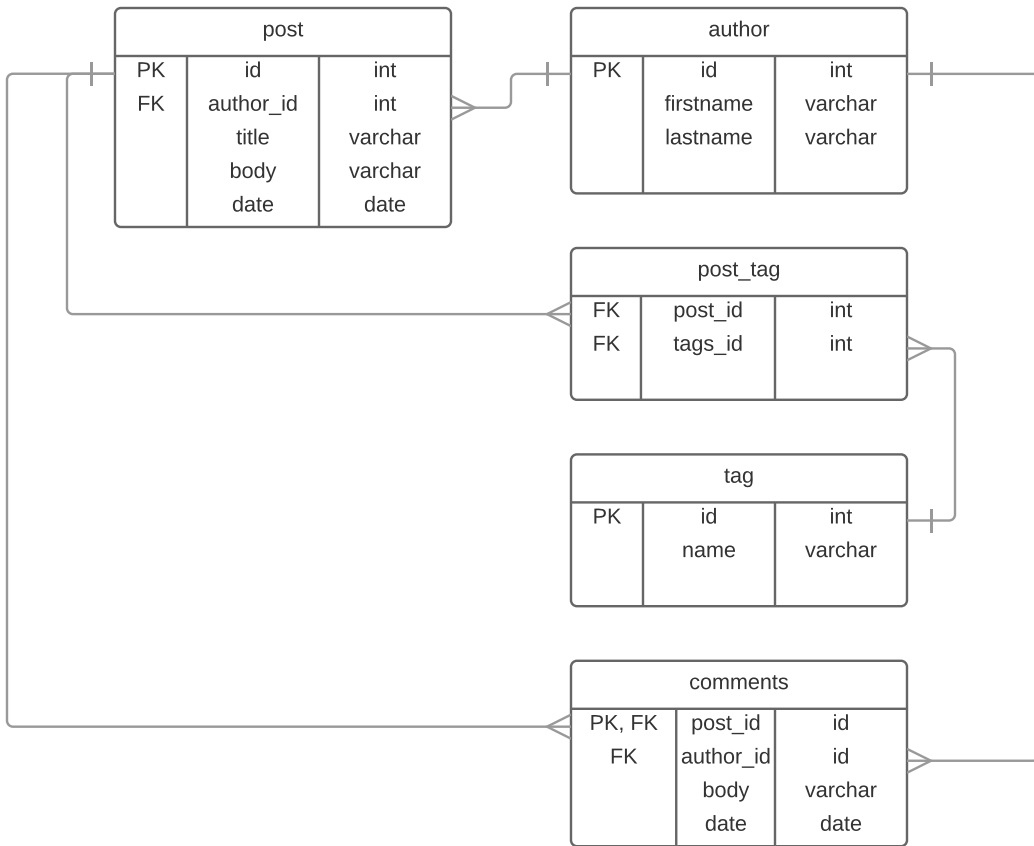 post
PK id int
FK author_id int
title varchar
body varchar
date date
author
PK id int
firstname varchar
lastname varchar
post_tag
FK post_id int
FK tags_id int
tag
PK id int
name varchar
comments
PK, FK post_id id
FK author_id id
body varchar
date date